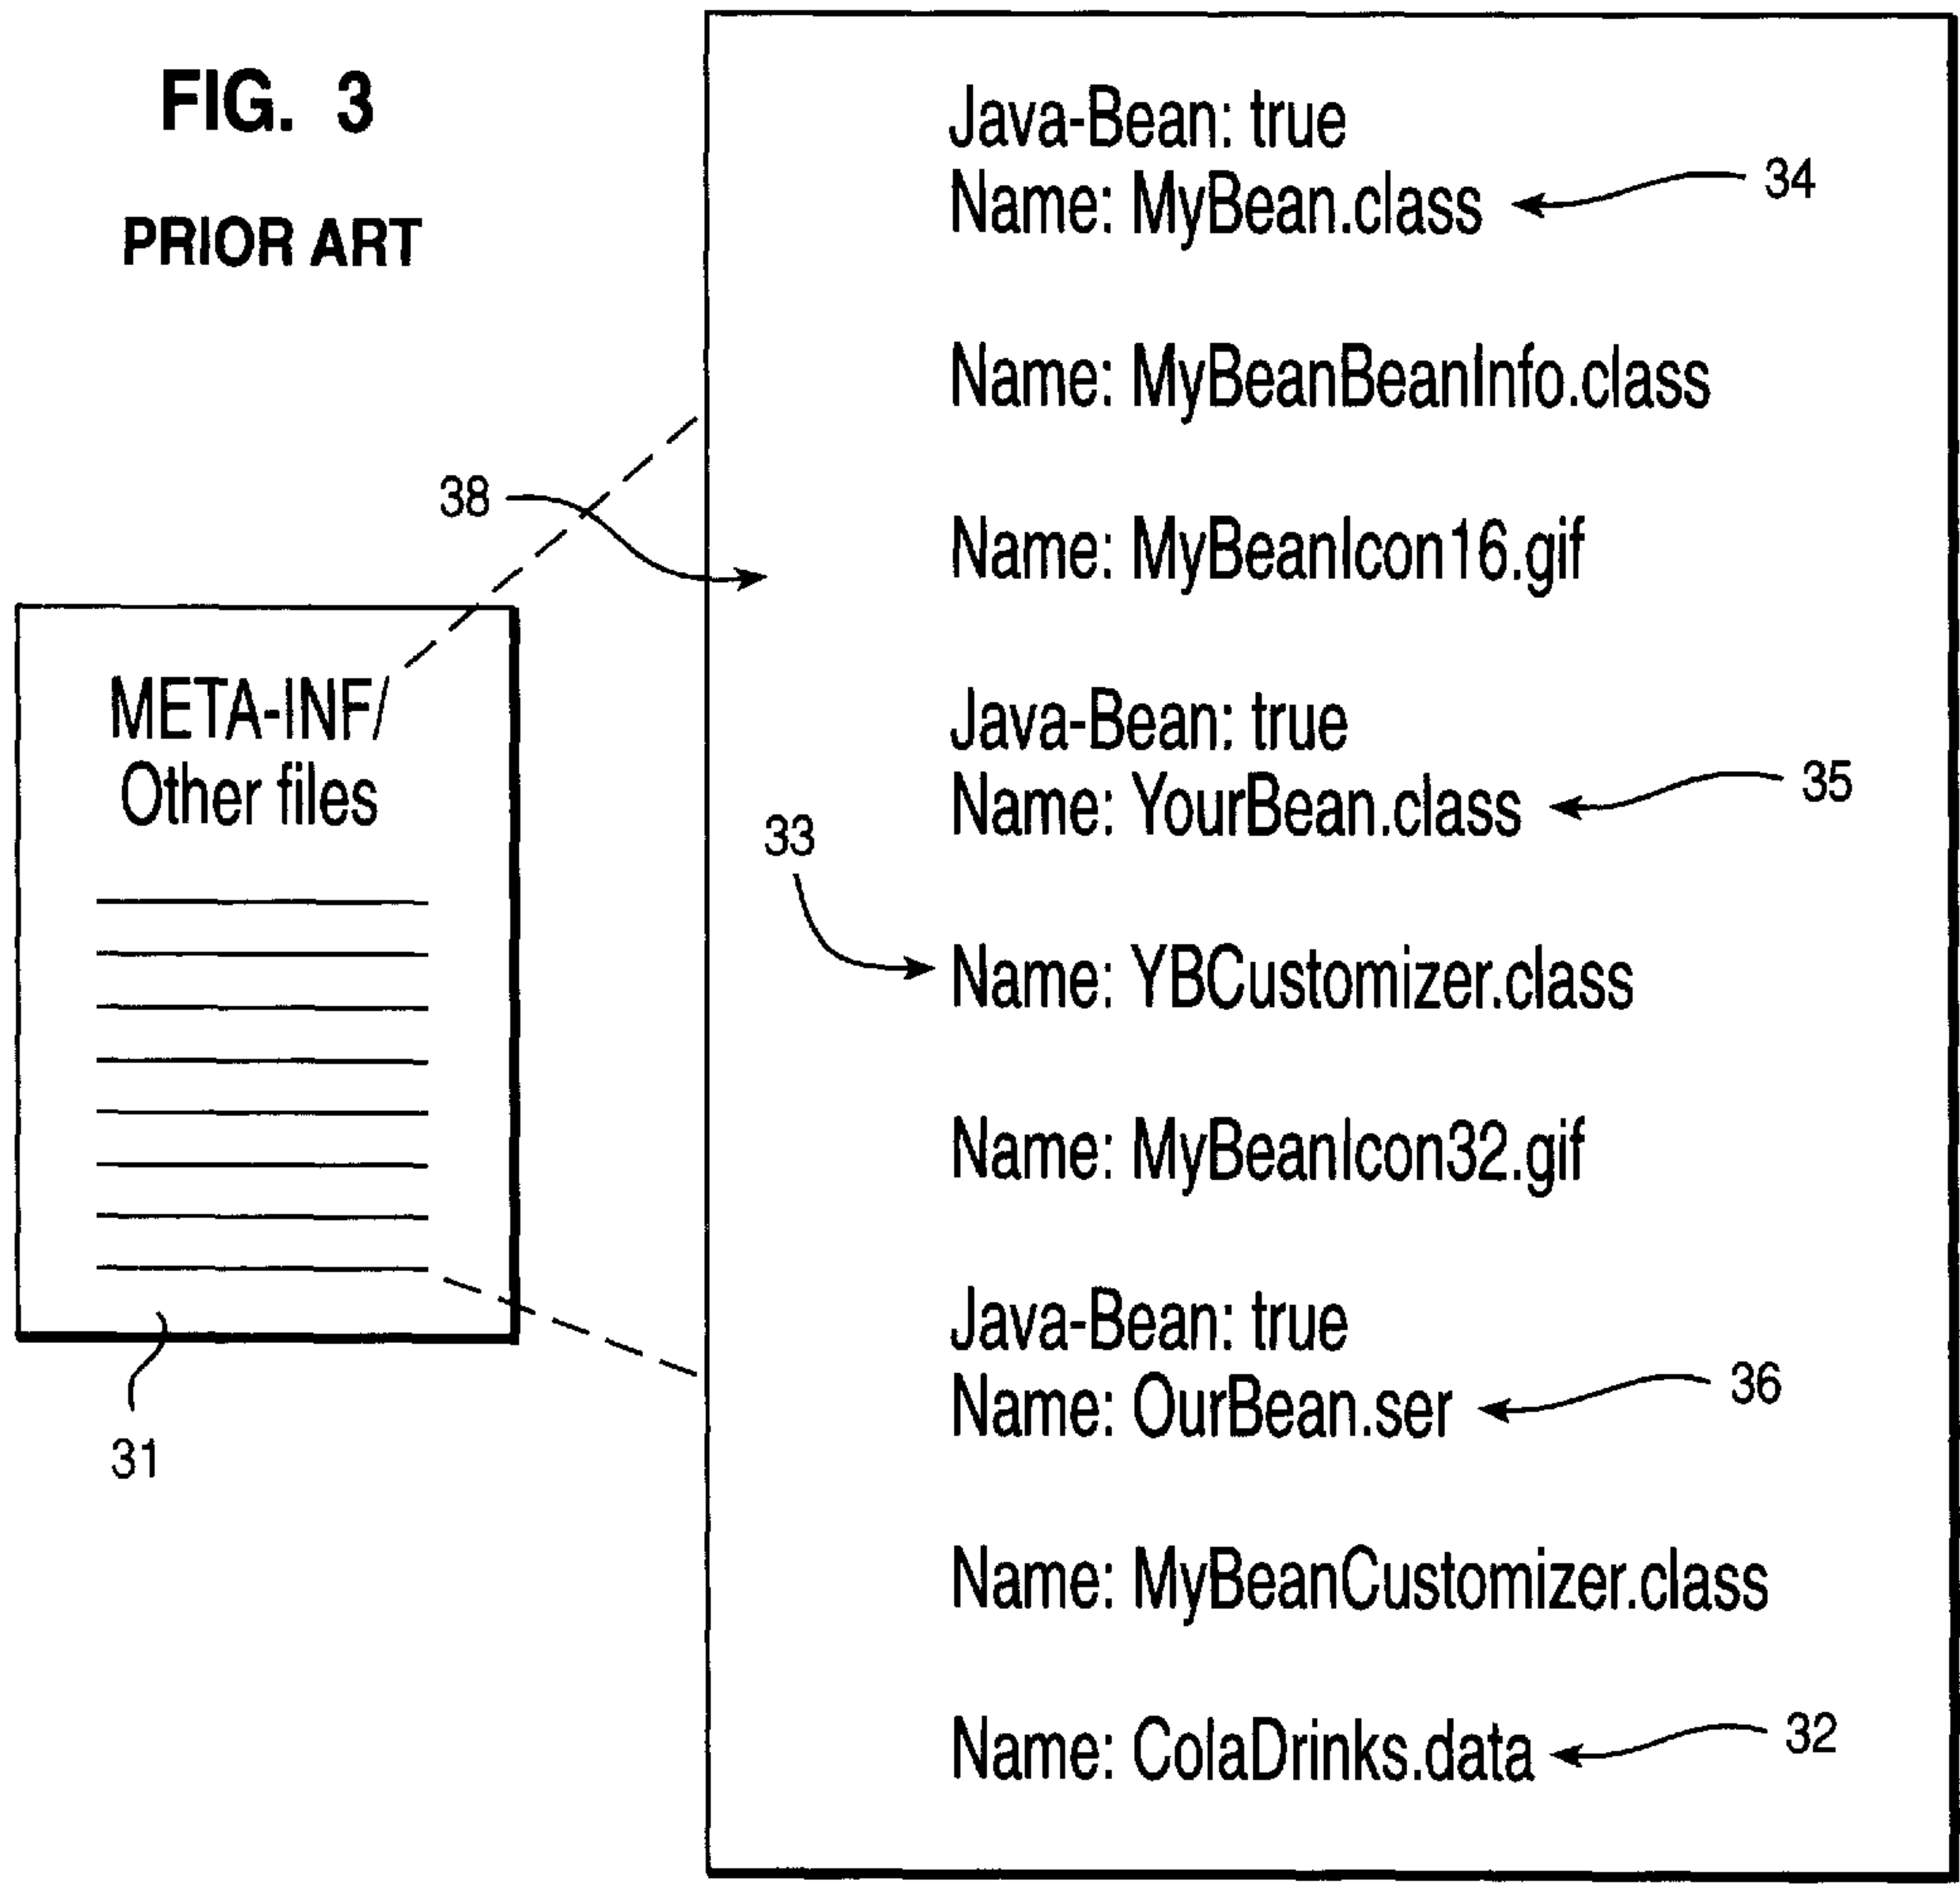 FIG. 3
PRIOR ART
META-INF/
Other files
31
38
33
Java-Bean: true
Name: MyBean.class
34
Name: MyBeanBeanInfo.class
Name: MyBeanIcon16.gif
Java-Bean: true
Name: YourBean.class
35
Name: YBCustomizer.class
Name: MyBeanIcon32.gif
Java-Bean: true
Name: OurBean.ser
36
Name: MyBeanCustomizer.class
Name: ColaDrinks.data
32